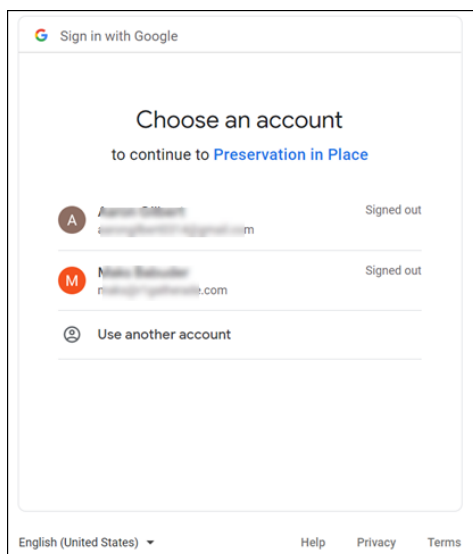 Sign in with Google
Choose an account
to continue to Preservation in Place
A
Signed out
m
M
Signed out
.com
Use another account
English (United States)
Help Privacy Terms